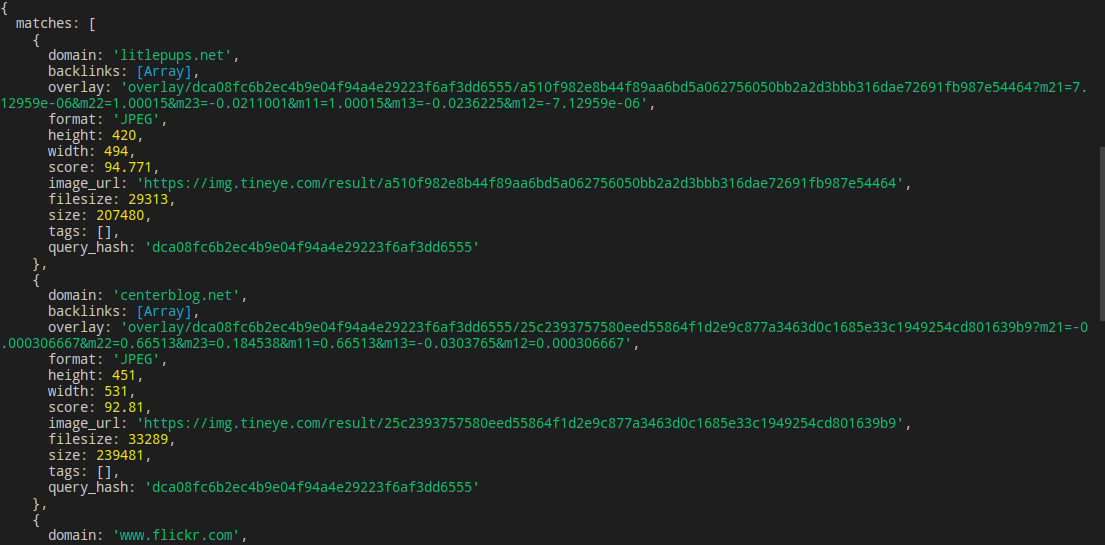 {
  matches: [
    {
      domain: 'litlepups.net',
      backlinks: [Array],
      overlay: 'overlay/dca08fc6b2ec4b9e04f94a4e29223f6af3dd6555/a510f982e8b44f89aa6bd5a062756050bb2a2d3bbb316dae72691fb987e54464?m21=7.
12959e-06&m22=1.00015&m23=-0.0211001&m11=1.00015&m13=-0.0236225&m12=-7.12959e-06',
      format: 'JPEG',
      height: 420,
      width: 494,
      score: 94.771,
      image_url: 'https://img.tineye.com/result/a510f982e8b44f89aa6bd5a062756050bb2a2d3bbb316dae72691fb987e54464',
      filesize: 29313,
      size: 207480,
      tags: [],
      query_hash: 'dca08fc6b2ec4b9e04f94a4e29223f6af3dd6555'
    },
    {
      domain: 'centerblog.net',
      backlinks: [Array],
      overlay: 'overlay/dca08fc6b2ec4b9e04f94a4e29223f6af3dd6555/25c2393757580eed55864f1d2e9c877a3463d0c1685e33c1949254cd801639b9?m21=-0
.000306667&m22=0.66513&m23=0.184538&m11=0.66513&m13=-0.0303765&m12=0.000306667',
      format: 'JPEG',
      height: 451,
      width: 531,
      score: 92.81,
      image_url: 'https://img.tineye.com/result/25c2393757580eed55864f1d2e9c877a3463d0c1685e33c1949254cd801639b9',
      filesize: 33289,
      size: 239481,
      tags: [],
      query_hash: 'dca08fc6b2ec4b9e04f94a4e29223f6af3dd6555'
    },
    {
      domain: 'www.flickr.com',